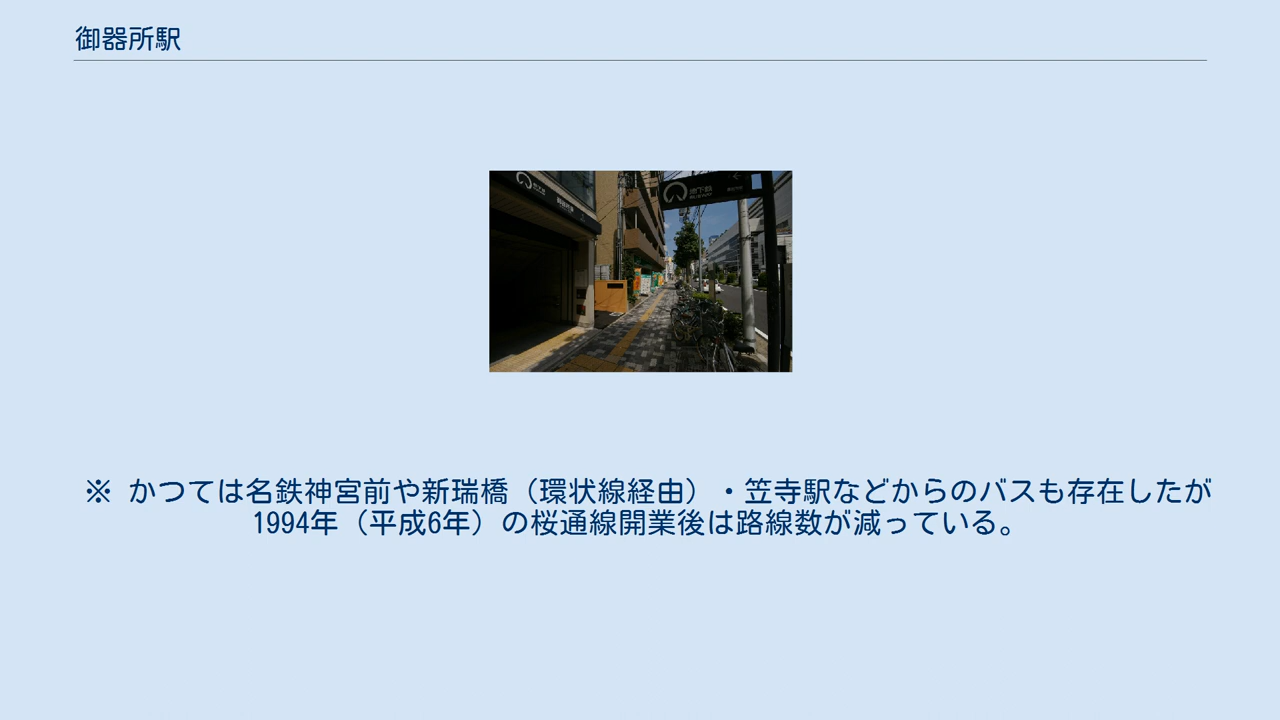 御器所駅
地下鉄
※ かつては名鉄神宮前や新瑞橋（環状線経由）・笠寺駅などからのバスも存在したが
1994年（平成6年）の桜通線開業後は路線数が減っている。